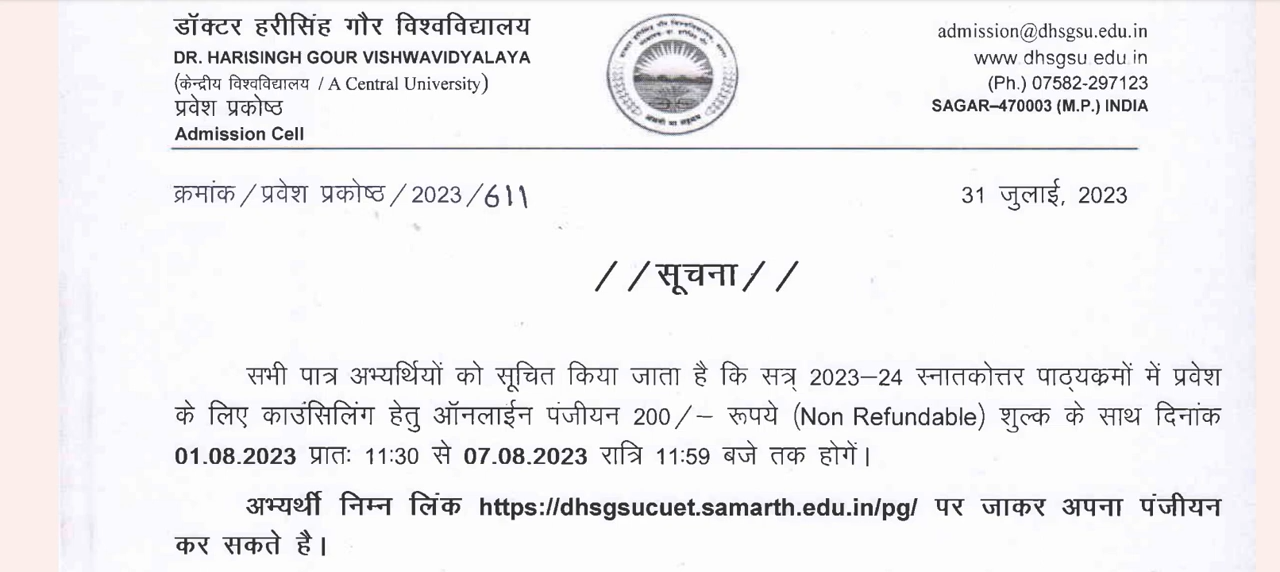 डॉक्टर हरीसिंह गौर विश्वविद्यालय
DR. HARISINGH GOUR VISHWAVIDYALAYA
(केन्द्रीय विश्वविद्यालय / A Central University)
प्रवेश प्रकोष्ठ
Admission Cell
admission@dhsgsu.edu.in
www.dhsgsu.edu.in
(Ph.) 07582-297123
SAGAR–470003 (M.P.) INDIA
क्रमांक / प्रवेश प्रकोष्ठ / 2023 / 611
31 जुलाई, 2023
/ / सूचना / /
सभी पात्र अभ्यर्थियों को सूचित किया जाता है कि सत्र् 2023–24 स्नातकोत्तर पाठ्यक्रमों में प्रवेश
के लिए काउंसिलिंग हेतु ऑनलाईन पंजीयन 200/– रूपये (Non Refundable) शुल्क के साथ दिनांक
01.08.2023 प्रातः 11:30 से 07.08.2023 रात्रि 11:59 बजे तक होगें।
अभ्यर्थी निम्न लिंक https://dhsgsucuet.samarth.edu.in/pg/ पर जाकर अपना पंजीयन
कर सकते है।